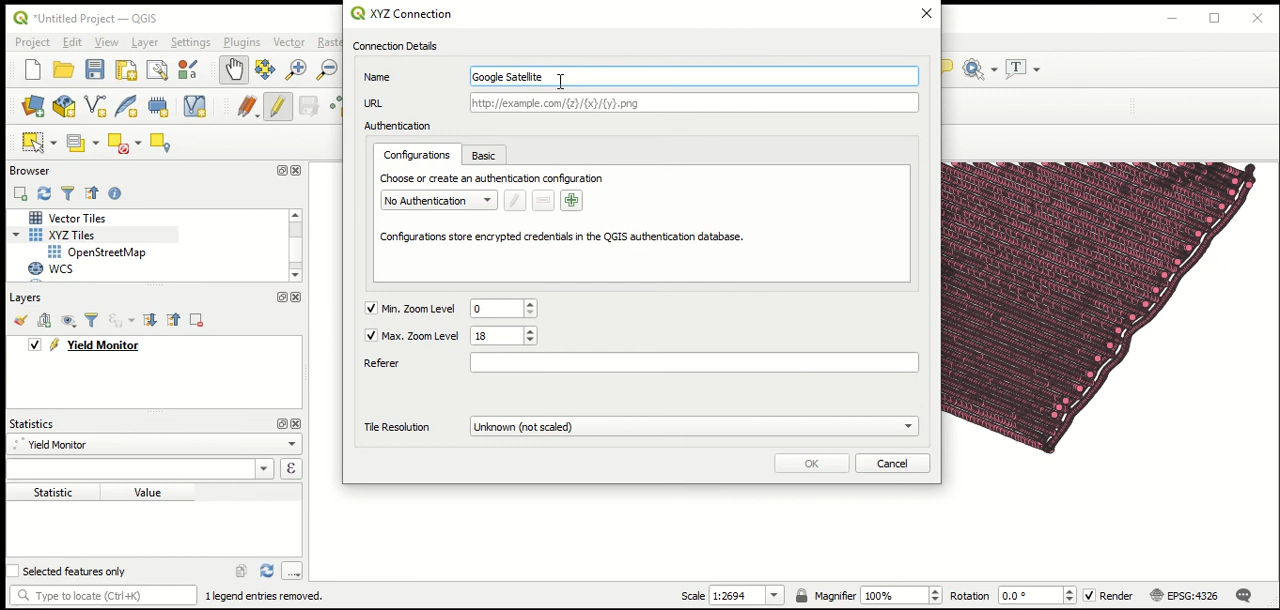 *Untitled Project — QGIS
Project Edit View Layer Settings Plugins Vector Raste
XYZ Connection
Connection Details
Name Google Satellite
URL http://example.com/{z}/{x}/{y}.png
Authentication
Configurations Basic
Choose or create an authentication configuration
No Authentication
Configurations store encrypted credentials in the QGIS authentication database.
Min. Zoom Level 0
Max. Zoom Level 18
Referer
Tile Resolution Unknown (not scaled)
OK Cancel
Browser
Vector Tiles
XYZ Tiles
OpenStreetMap
WCS
Layers
Yield Monitor
Statistics
Yield Monitor
ε
Statistic Value
Selected features only
...
T
Type to locate (Ctrl+K) 1 legend entries removed. Scale 1:2694 Magnifier 100% Rotation 0.0 ° Render EPSG:4326